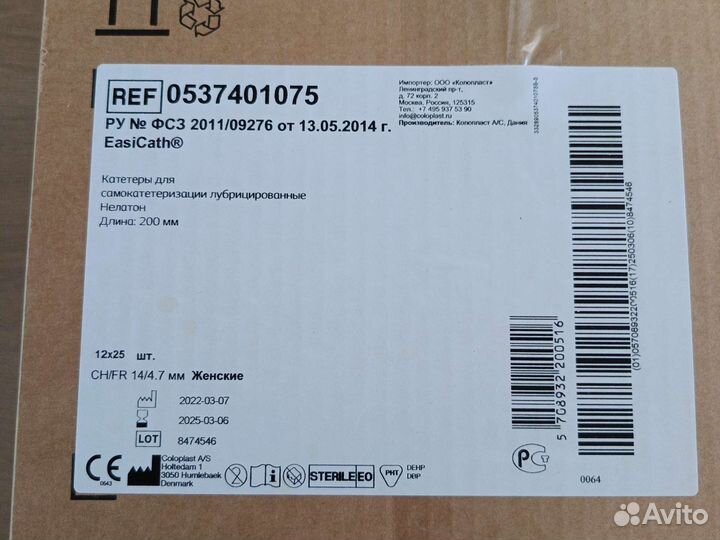 REF 0537401075
РУ № ФСЗ 2011/09276 от 13.05.2014 г.
EasiCath®
Импортер: ООО «Колопласт»
Ленинградский пр-т,
д. 72 корп. 2
Москва, Россия, 125315
Тел.: +7 495 937 53 90
info@coloplast.ru
Производитель: Колопласт А/С, Дания
Катетеры для
самокатетеризации лубрицированные
Нелатон
Длина: 200 мм
12x25 шт.
CH/FR 14/4.7 мм Женские
2022-03-07
2025-03-06
LOT 8474546
CE 0543
Coloplast A/S
Holtedam 1
3050 Humlebaek
Denmark
STERILE EO
PHT
DEHP
DBP
5 708932 200516
(01)05708932200516(17)250306(10)8474546
0064
Avito